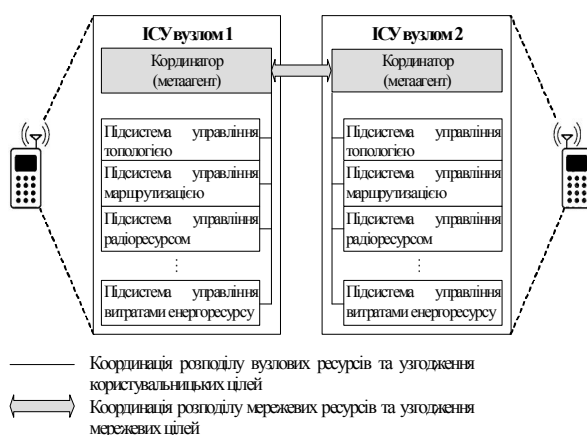 ІСУ вузлом 1
Кординатор
(метаагент)
Підсистема управління
топологією
Підсистема управління
маршрутизацією
Підсистема управління
радіоресурсом
⋮
Підсистема управління
витратами енергоресурсу
ІСУ вузлом 2
Кординатор
(метаагент)
Підсистема управління
топологією
Підсистема управління
маршрутизацією
Підсистема управління
радіоресурсом
⋮
Підсистема управління
витратами енергоресурсу
Координація розподілу вузлових ресурсів та узгодження
користувальницьких цілей
Координація розподілу мережевих ресурсів та узгодження
мережевих цілей